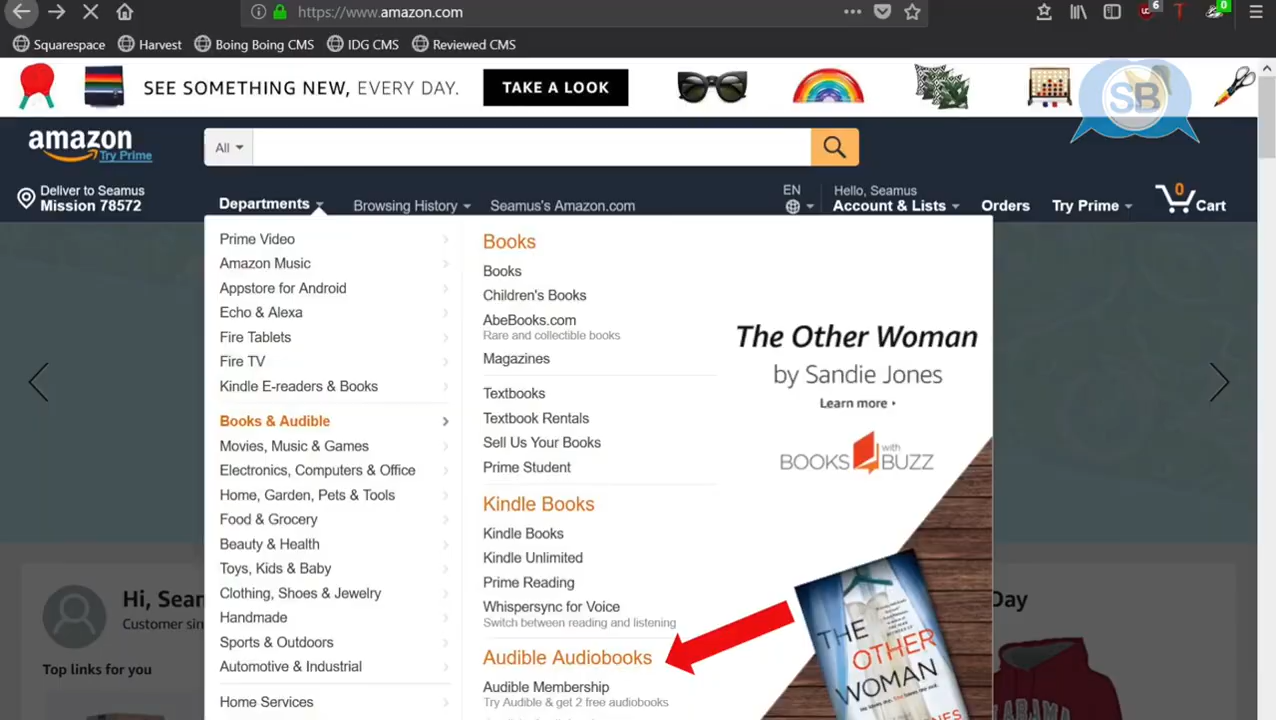 https://www.amazon.com
6
0
Squarespace
Harvest
Boing Boing CMS
IDG CMS
Reviewed CMS
SEE SOMETHING NEW, EVERY DAY.
TAKE A LOOK
SB
amazon
Try Prime
All
Deliver to Seamus
Mission 78572
Departments
Browsing History
Seamus's Amazon.com
EN
Hello, Seamus
Account & Lists
Orders
Try Prime
0
Cart
Prime Video
Amazon Music
Appstore for Android
Echo & Alexa
Fire Tablets
Fire TV
Kindle E-readers & Books
Books & Audible
Movies, Music & Games
Electronics, Computers & Office
Home, Garden, Pets & Tools
Food & Grocery
Beauty & Health
Toys, Kids & Baby
Clothing, Shoes & Jewelry
Handmade
Sports & Outdoors
Automotive & Industrial
Home Services
Books
Books
Children's Books
AbeBooks.com
Rare and collectible books
Magazines
Textbooks
Textbook Rentals
Sell Us Your Books
Prime Student
Kindle Books
Kindle Books
Kindle Unlimited
Prime Reading
Whispersync for Voice
Switch between reading and listening
Audible Audiobooks
Audible Membership
Try Audible & get 2 free audiobooks
The Other Woman
by Sandie Jones
Learn more
BOOKS with BUZZ
THE
OTHER
WOMAN
Hi, Sean
Customer sin
Top links for you
Day